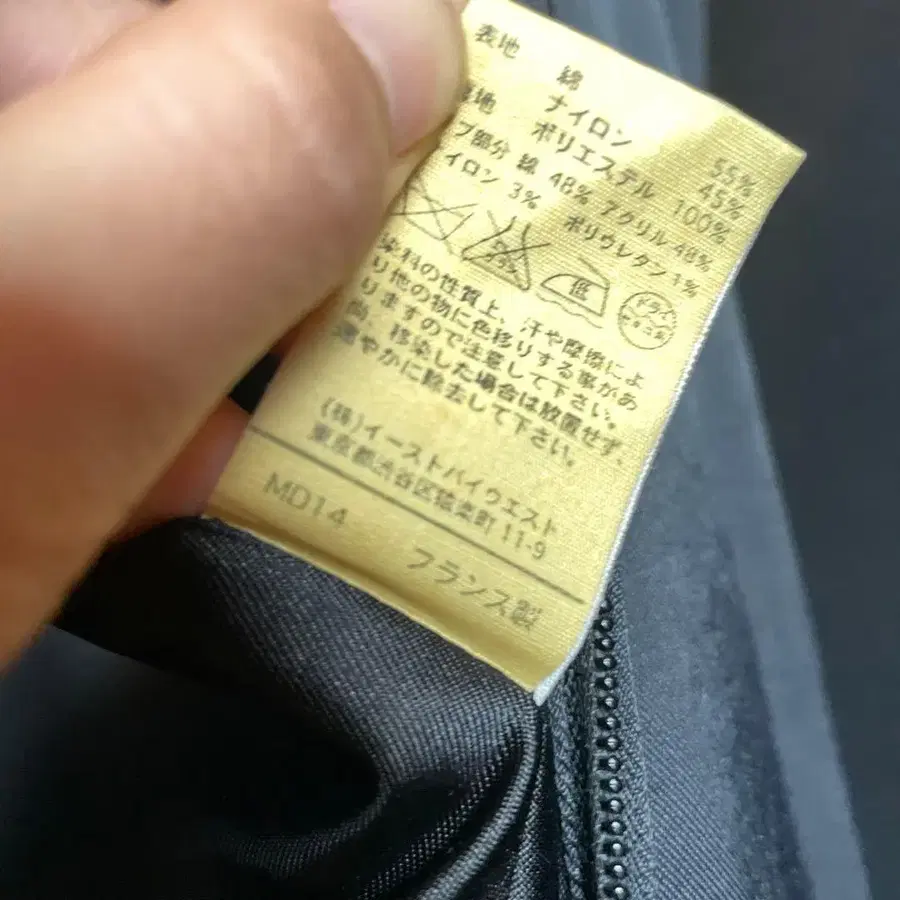 表地 綿 55%
ナイロン 45%
地 ポリエステル 100%
ブ部分 綿 48% アクリル 48%
イロン 3% ポリウレタン 1%
低 ドライ
染料の性質上、汗や摩擦によ
り他の物に色移りする事があ
りますので注意して下さい。
尚、移染した場合は放置せず、
速やかに除去して下さい。
(株)イーストバイウエスト
東京都渋谷区猿楽町 11-9
MD14
フランス製